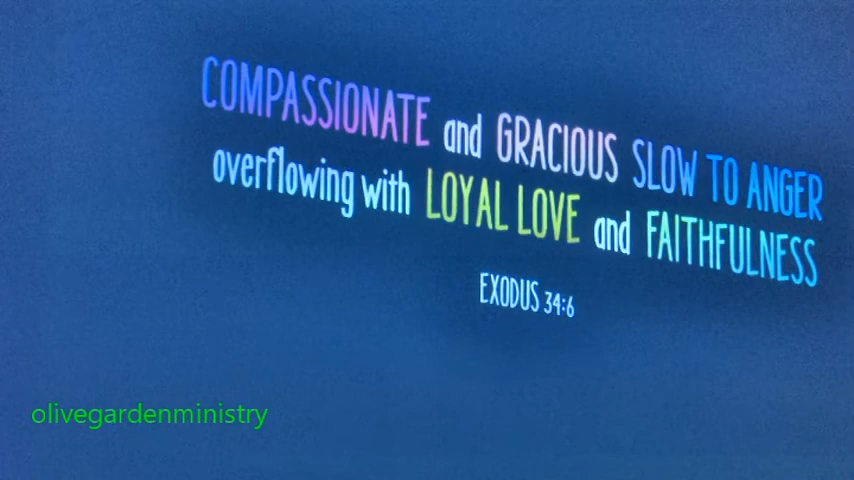 COMPASSIONATE and GRACIOUS SLOW TO ANGER
overflowing with LOYAL LOVE and FAITHFULNESS
EXODUS 34:6
olivegardenministry